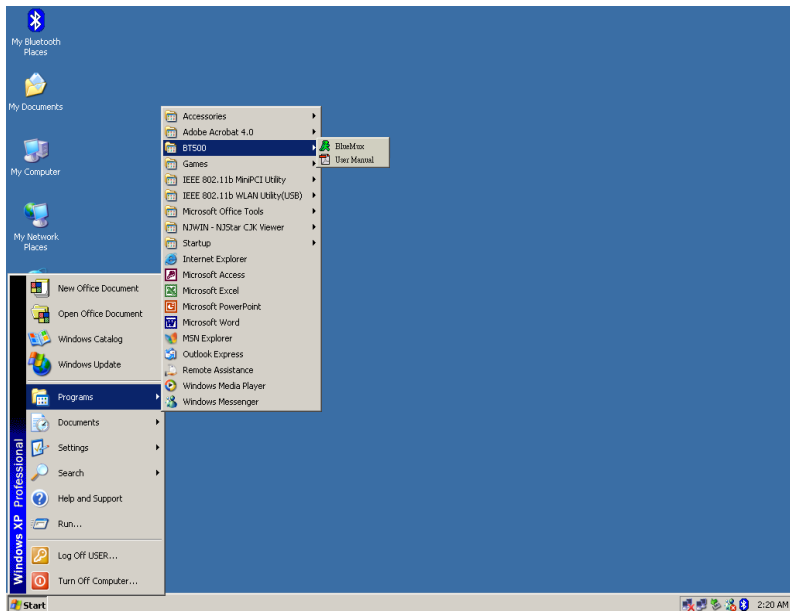 My Bluetooth
Places
My Documents
My Computer
My Network
Places
Accessories
Adobe Acrobat 4.0
BT500
Games
IEEE 802.11b MiniPCI Utility
IEEE 802.11b WLAN Utility(USB)
Microsoft Office Tools
NJWIN - NJStar CJK Viewer
Startup
Internet Explorer
Microsoft Access
Microsoft Excel
Microsoft PowerPoint
Microsoft Word
MSN Explorer
Outlook Express
Remote Assistance
Windows Media Player
Windows Messenger
BlueMux
User Manual
New Office Document
Open Office Document
Windows Catalog
Windows Update
Programs
Documents
Settings
Search
Help and Support
Run...
Log Off USER...
Turn Off Computer...
Windows XP Professional
Start
2:20 AM